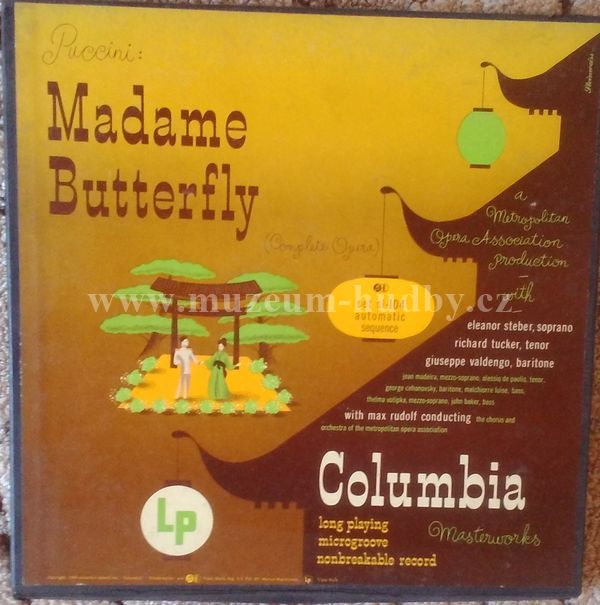 Puccini:
Madame
Butterfly
(Complete Opera)
a
Metropolitan
Opera Association
Production
with
eleanor steber, soprano
richard tucker, tenor
giuseppe valdengo, baritone
jean madeira, mezzo-soprano, alessio de paolis, tenor,
george cehanovsky, baritone, melchiorre luise, bass,
thelma votipka, mezzo-soprano, john baker, bass
with max rudolf conducting the chorus and
orchestra of the metropolitan opera association
automatic
sequence
www.muzeum-hudby.cz
Lp
Columbia
long playing
microgroove
nonbreakable record
Masterworks